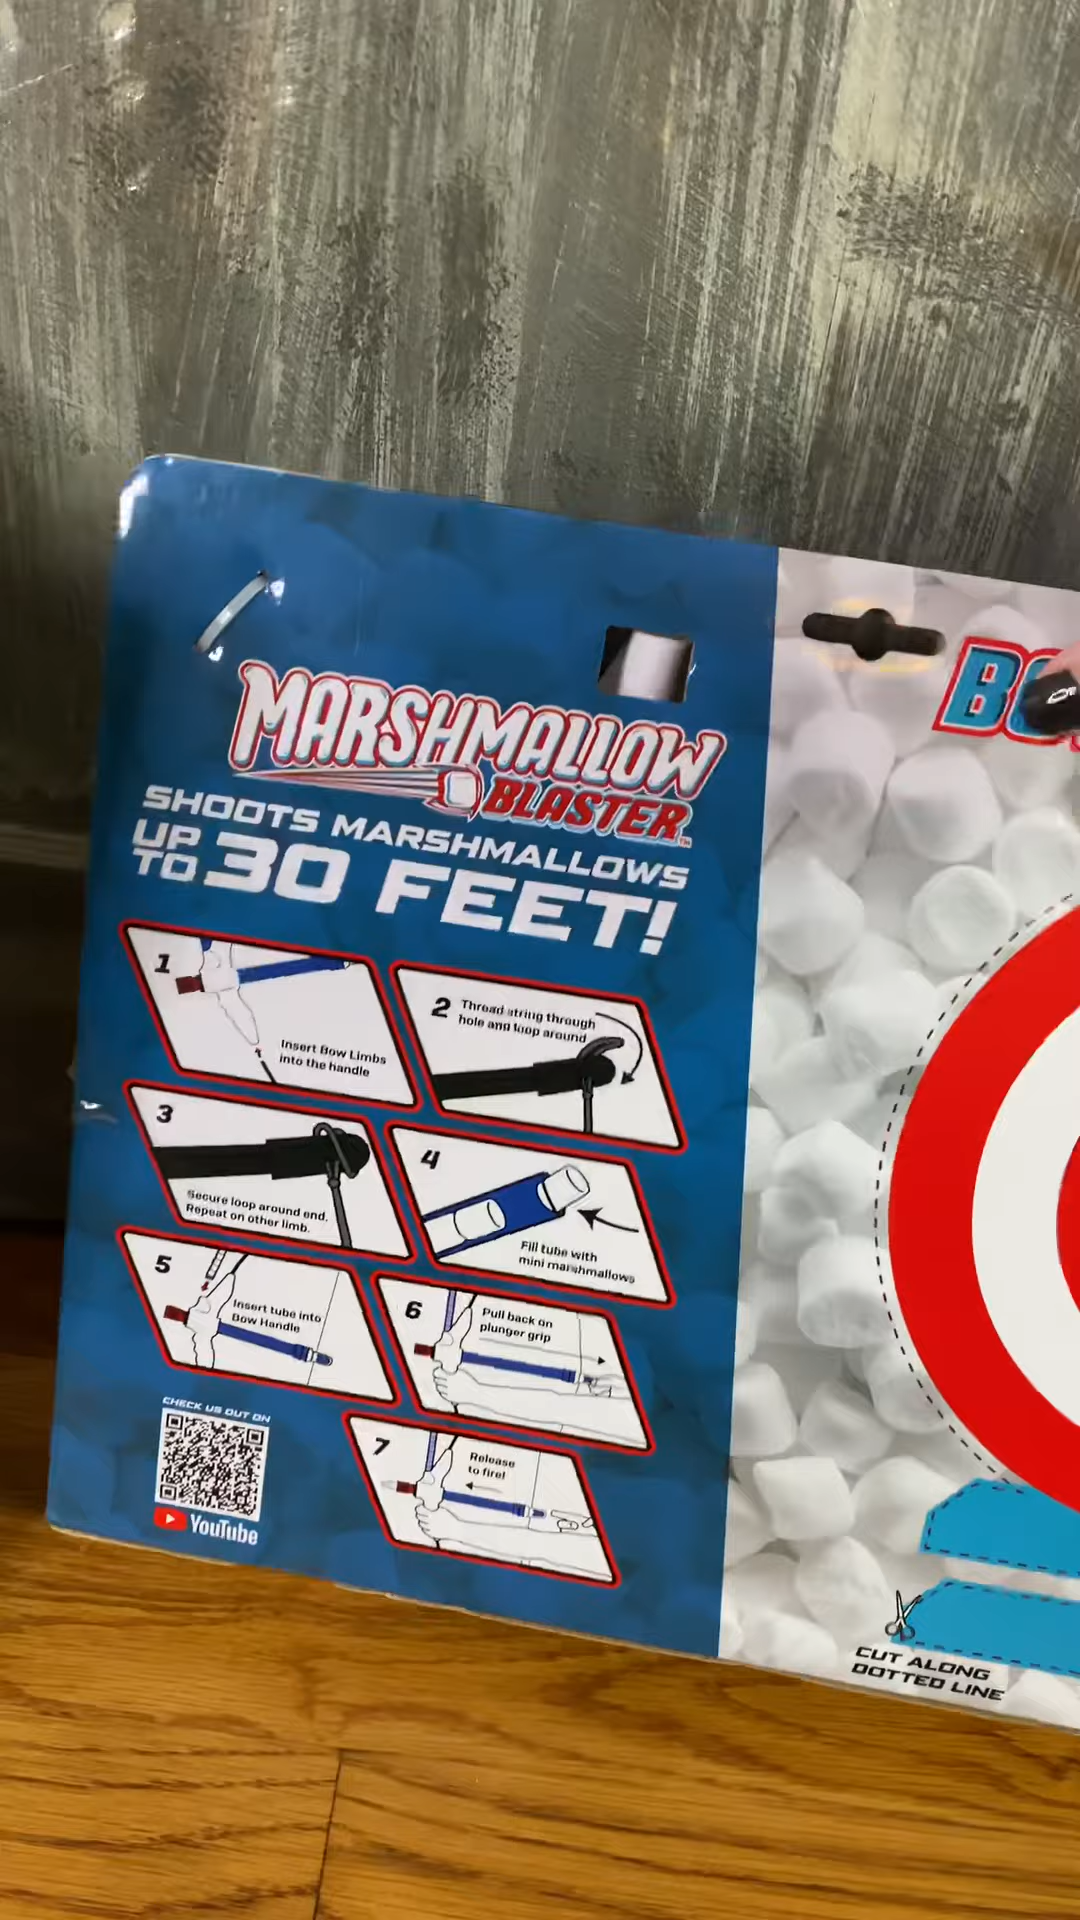 MARSHMALLOW
BLASTER™
SHOOTS MARSHMALLOWS
UP TO 30 FEET!
1
Insert Bow Limbs
into the handle
2
Thread string through
hole and loop around
3
Secure loop around end.
Repeat on other limb.
4
Fill tube with
mini marshmallows
5
Insert tube into
Bow Handle
6
Pull back on
plunger grip
7
Release
to fire!
CHECK US OUT ON
YouTube
CUT ALONG
DOTTED LINE